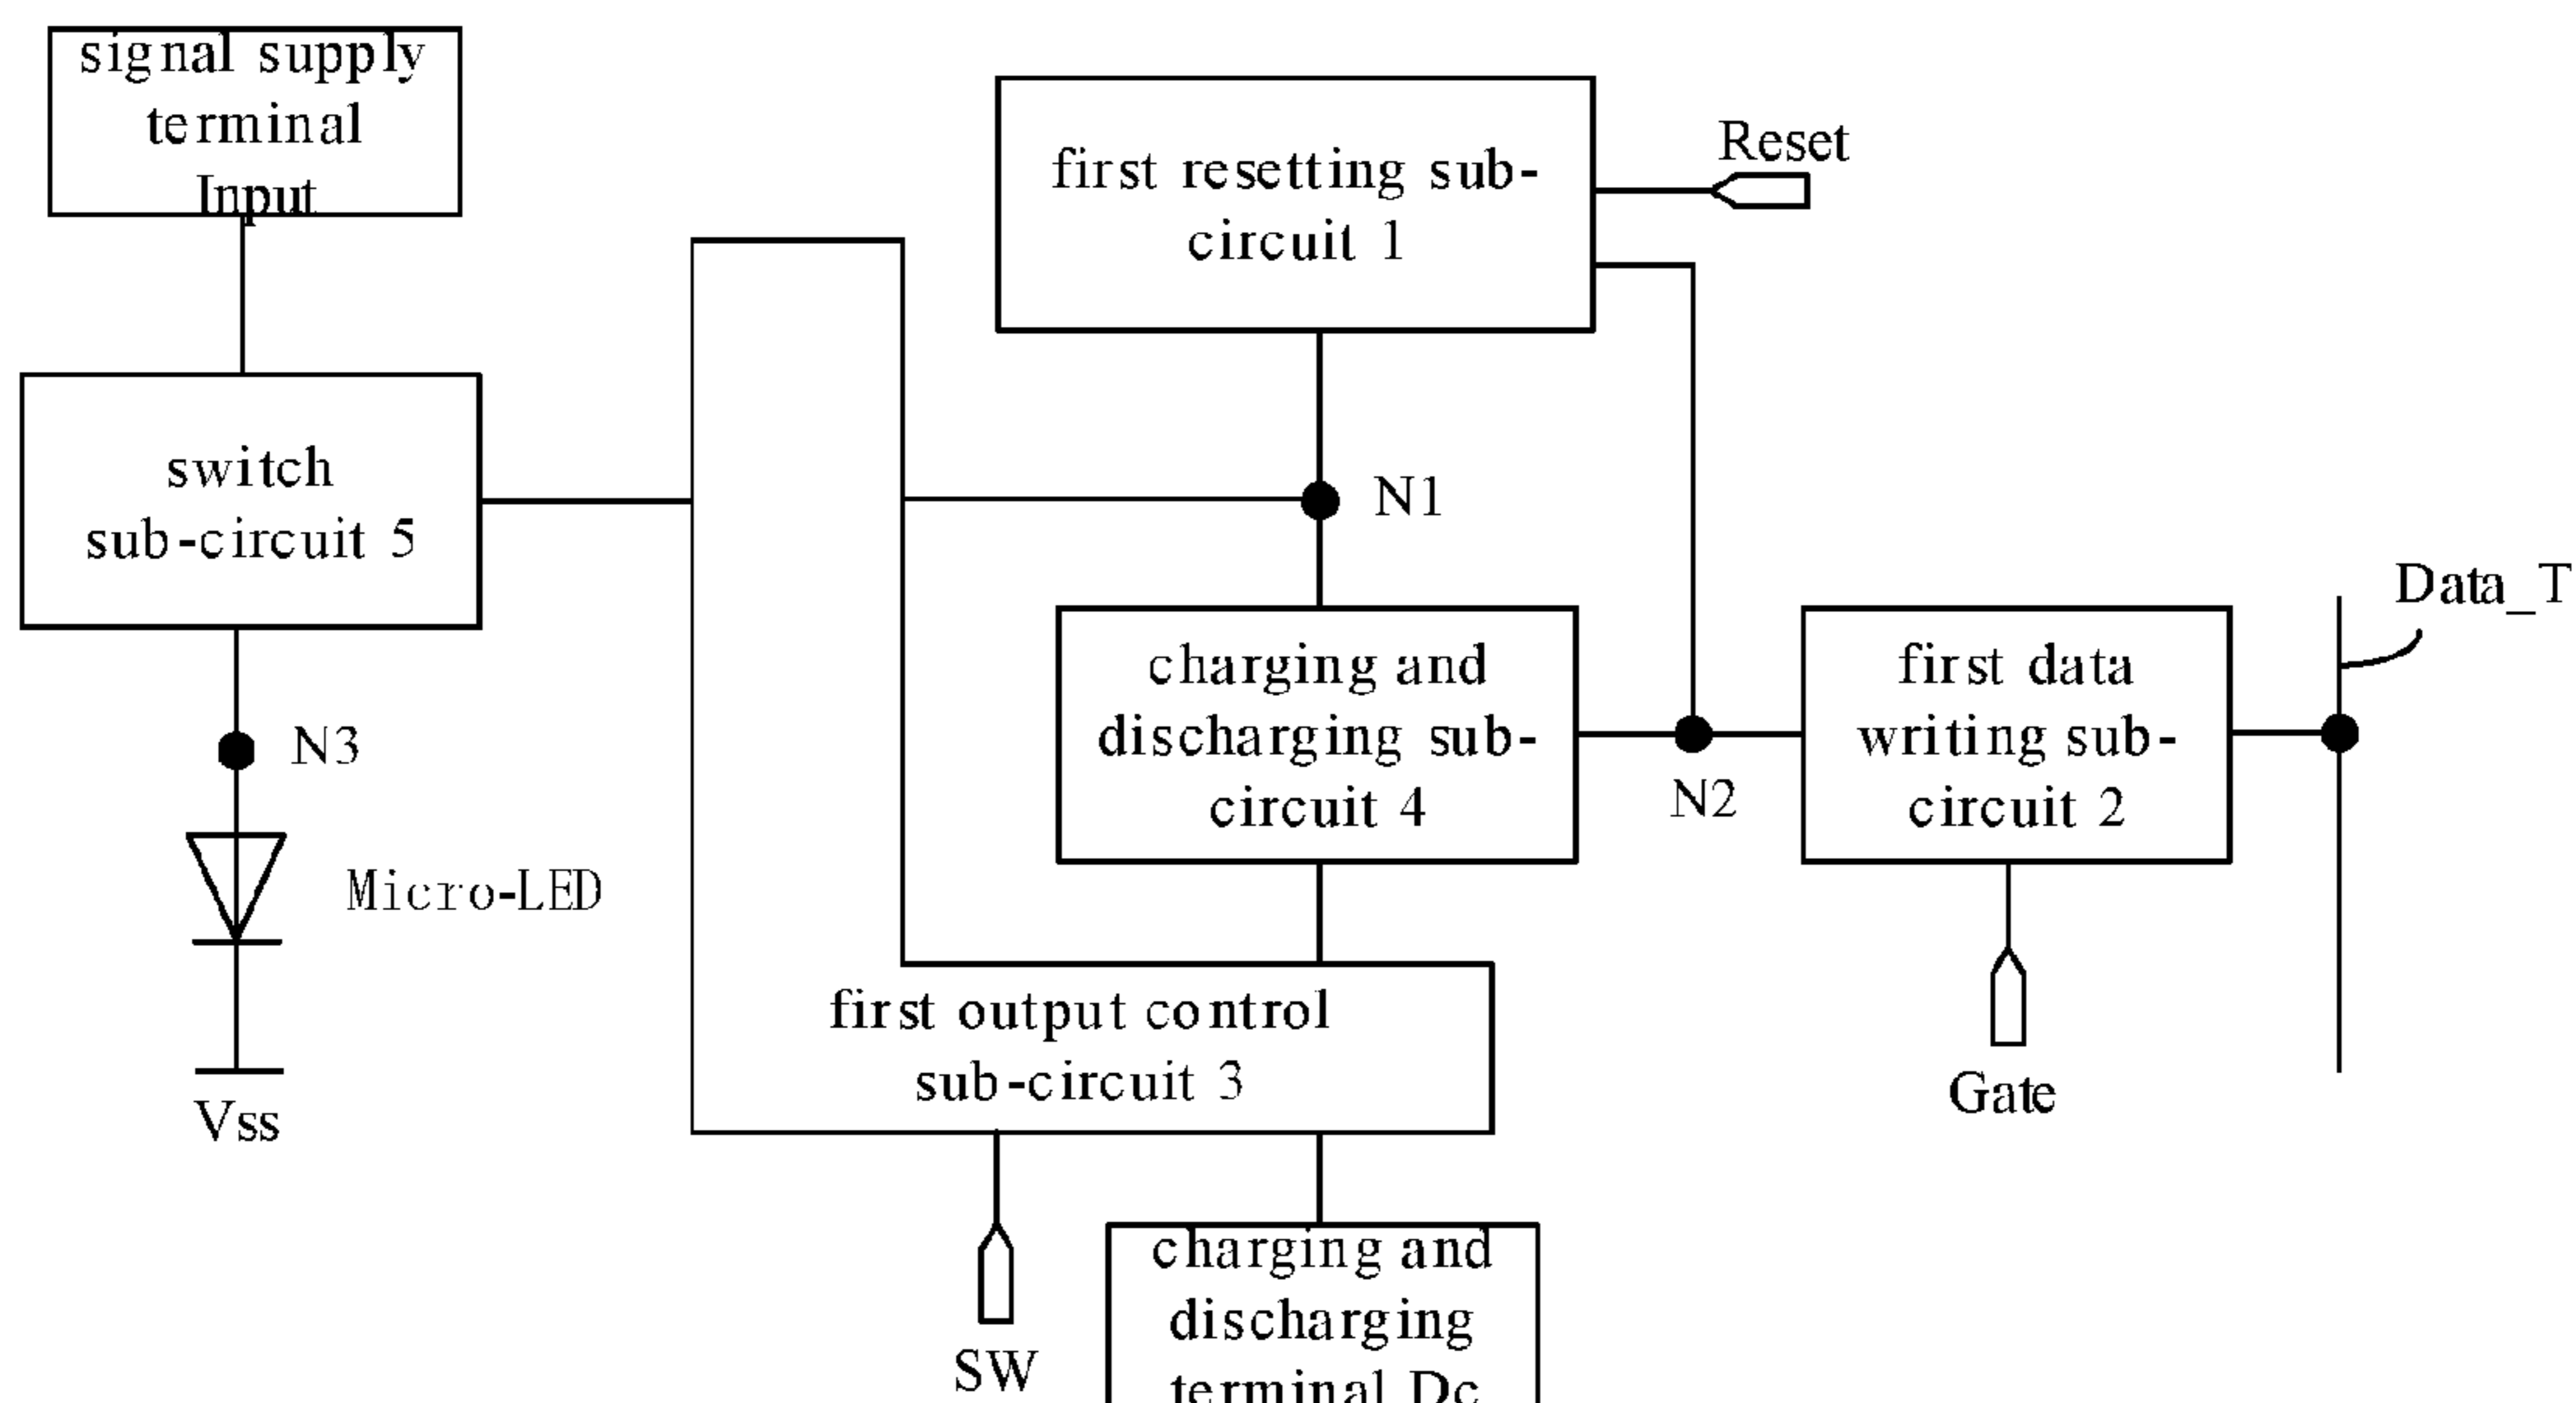 signal supply
terminal
Input
first resetting sub-
circuit 1
Reset
switch
sub-circuit 5
N1
Data_T
charging and
discharging sub-
circuit 4
first data
writing sub-
circuit 2
N3
N2
Micro-LED
first output control
sub-circuit 3
Vss
Gate
SW
charging and
discharging
terminal Dc